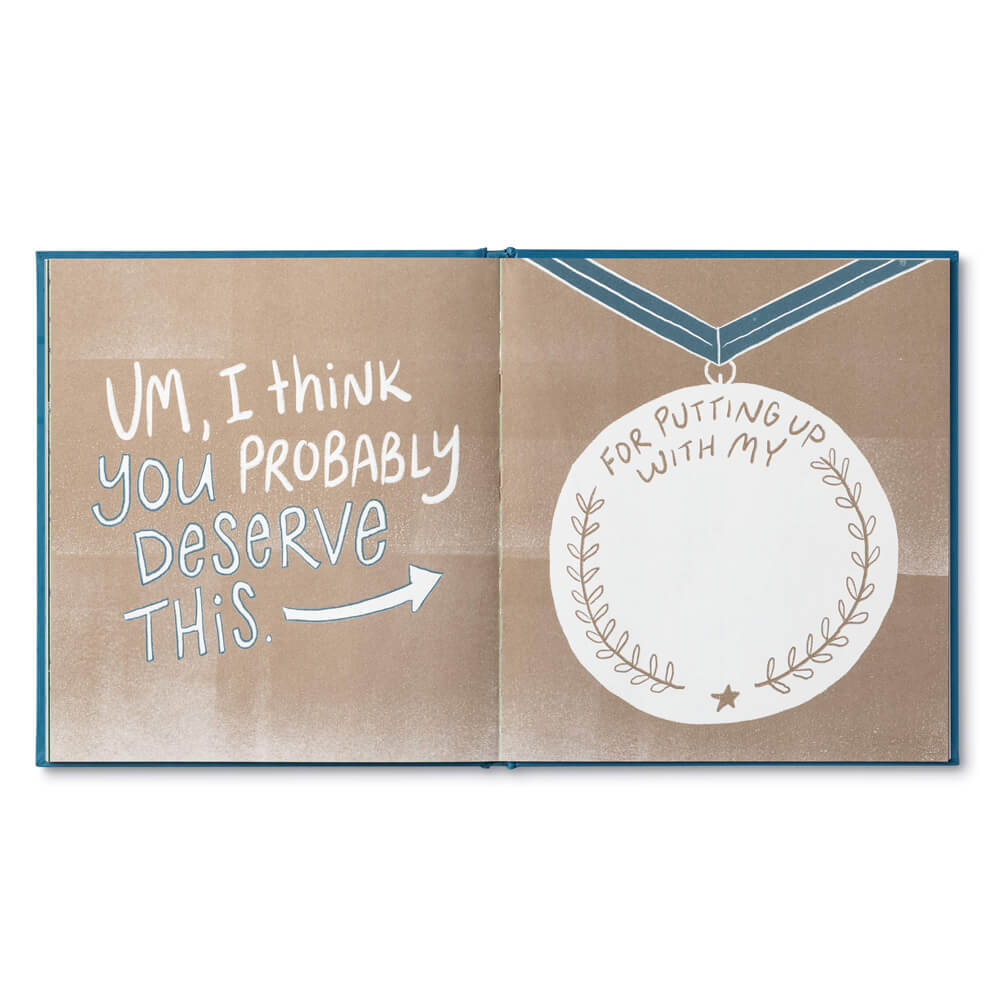 UM, I thiNK
you PROBABLY
DeSeRVe
THiS.
FOR PUTTING UP
WITH MY